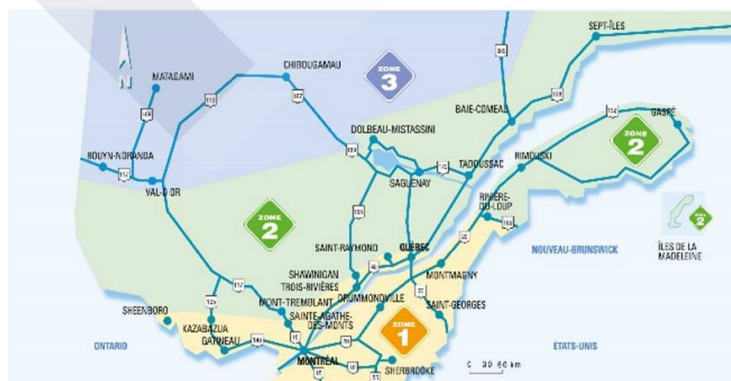 SEPT-ÎLES
N
MATAGAMI
CHIBOUGAMAU
ZONE
3
BAIE-COMEAU
GASPÉ
DOLBEAU-MISTASSINI
ZONE
2
ROUYN-NORANDA
VAL-D'OR
SAGUENAY
TADOUSSAC
RIMOUSKI
RIVIÈRE-
DU-LOUP
ZONE
2
ZONE
2
SAINT-RAYMOND
QUÉBEC
NOUVEAU-BRUNSWICK
ÎLES DE LA
MADELEINE
SHAWINIGAN
TROIS-RIVIÈRES
MONTMAGNY
DRUMMONDVILLE
MONT-TREMBLANT
SAINTE-AGATHE-
DES-MONTS
SAINT-GEORGES
SHEENBORO
KAZABAZUA
GATINEAU
ZONE
1
ONTARIO
MONTRÉAL
SHERBROOKE
ÉTATS-UNIS
0 30 60 km